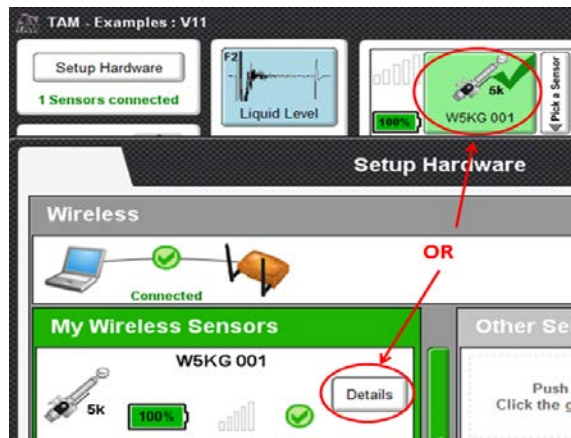 TAM - Examples : V11
Setup Hardware
1 Sensors connected
F2
Liquid Level
5k
100%
W5KG 001
Pick a Sensor
Setup Hardware
Wireless
OR
Connected
My Wireless Sensors
Other Se
W5KG 001
5k
100%
Details
Push
Click the g